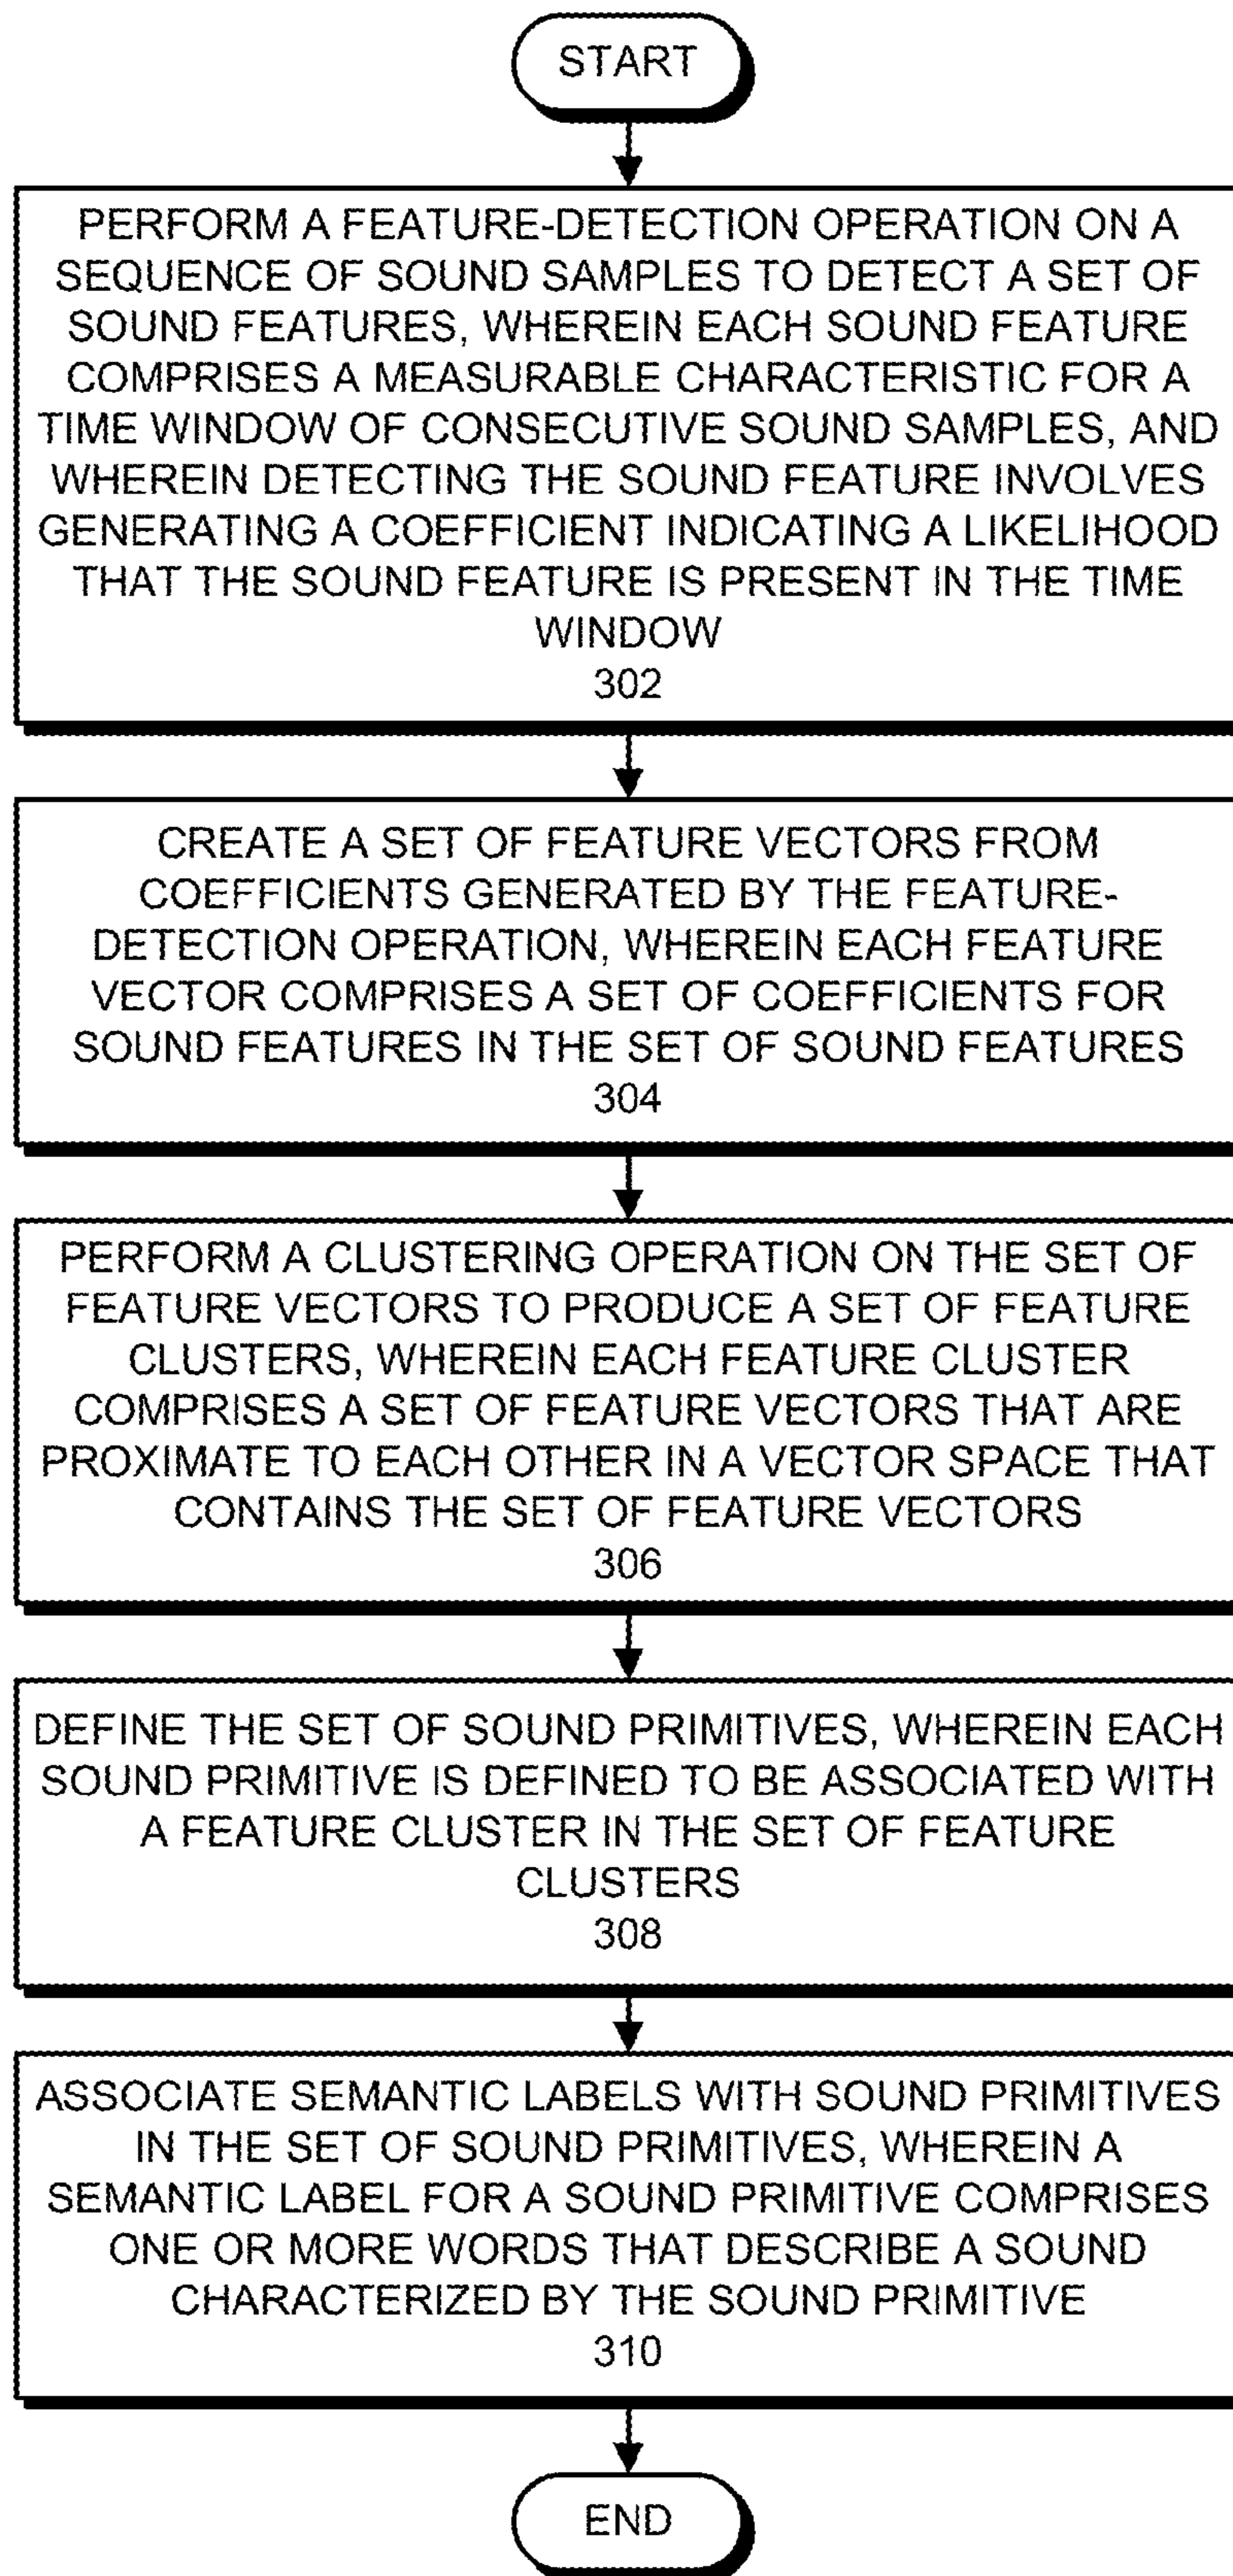 START
PERFORM A FEATURE-DETECTION OPERATION ON A
SEQUENCE OF SOUND SAMPLES TO DETECT A SET OF
SOUND FEATURES, WHEREIN EACH SOUND FEATURE
COMPRISES A MEASURABLE CHARACTERISTIC FOR A
TIME WINDOW OF CONSECUTIVE SOUND SAMPLES, AND
WHEREIN DETECTING THE SOUND FEATURE INVOLVES
GENERATING A COEFFICIENT INDICATING A LIKELIHOOD
THAT THE SOUND FEATURE IS PRESENT IN THE TIME
WINDOW
302
CREATE A SET OF FEATURE VECTORS FROM
COEFFICIENTS GENERATED BY THE FEATURE-
DETECTION OPERATION, WHEREIN EACH FEATURE
VECTOR COMPRISES A SET OF COEFFICIENTS FOR
SOUND FEATURES IN THE SET OF SOUND FEATURES
304
PERFORM A CLUSTERING OPERATION ON THE SET OF
FEATURE VECTORS TO PRODUCE A SET OF FEATURE
CLUSTERS, WHEREIN EACH FEATURE CLUSTER
COMPRISES A SET OF FEATURE VECTORS THAT ARE
PROXIMATE TO EACH OTHER IN A VECTOR SPACE THAT
CONTAINS THE SET OF FEATURE VECTORS
306
DEFINE THE SET OF SOUND PRIMITIVES, WHEREIN EACH
SOUND PRIMITIVE IS DEFINED TO BE ASSOCIATED WITH
A FEATURE CLUSTER IN THE SET OF FEATURE
CLUSTERS
308
ASSOCIATE SEMANTIC LABELS WITH SOUND PRIMITIVES
IN THE SET OF SOUND PRIMITIVES, WHEREIN A
SEMANTIC LABEL FOR A SOUND PRIMITIVE COMPRISES
ONE OR MORE WORDS THAT DESCRIBE A SOUND
CHARACTERIZED BY THE SOUND PRIMITIVE
310
END